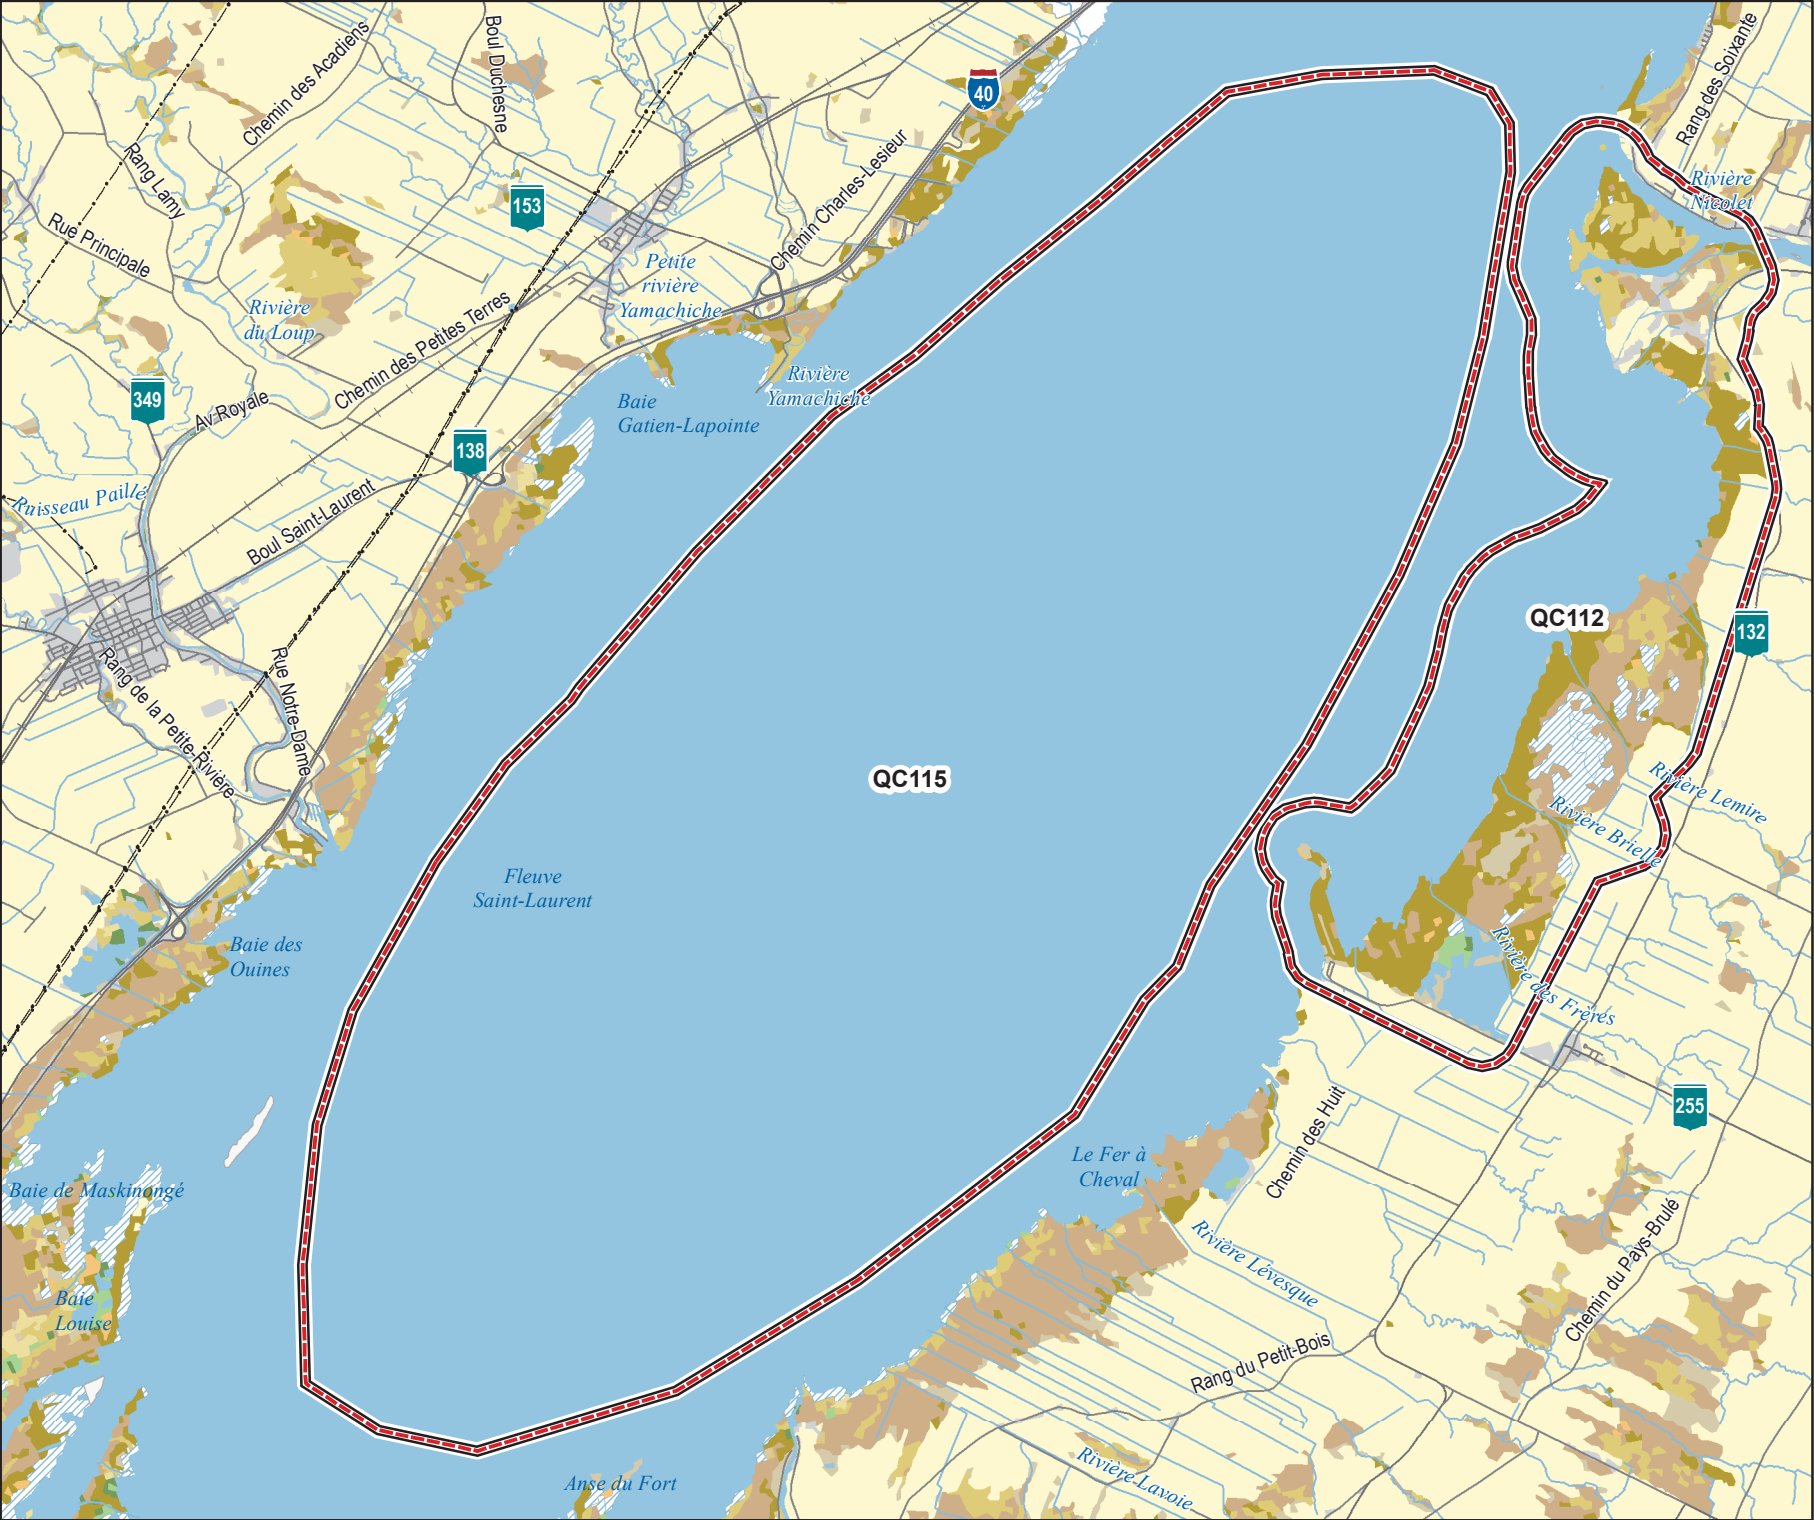 Chemin des Acadiens
Boul Duchesne
40
Rang des Soixante
Rang Lamy
153
Chemin Charles-Lesieur
Rivière
Nicolet
Rue Principale
Petite
rivière
Yamachiche
Rivière
du Loup
Chemin des Petites Terres
349
Av Royale
Baie
Gatien-Lapointe
Rivière
Yamachiche
138
Ruisseau Paillé
Boul Saint-Laurent
QC112
132
Rang de la Petite-Rivière
Rue Notre-Dame
QC115
Rivière Lemire
Rivière Brielle
Fleuve
Saint-Laurent
Baie des
Ouines
Rivière des Frères
255
Chemin des Huit
Le Fer à
Cheval
Baie de Maskinongé
Rivière Lévesque
Chemin du Pays-Brulé
Baie
Louise
Rang du Petit-Bois
Anse du Fort
Rivière Lavoie